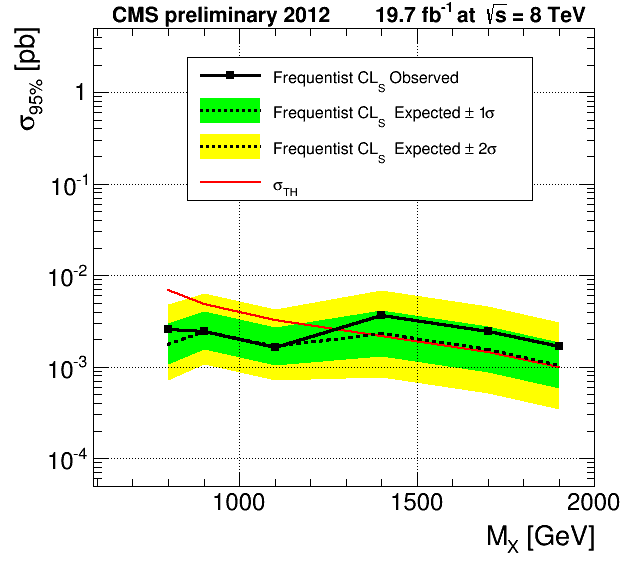 CMS preliminary 2012 19.7 fb⁻¹ at √s = 8 TeV
σ95% [pb]
Frequentist CLS Observed
Frequentist CLS Expected ± 1σ
Frequentist CLS Expected ± 2σ
σTH
1
10⁻¹
10⁻²
10⁻³
10⁻⁴
1000 1500 2000
MX [GeV]